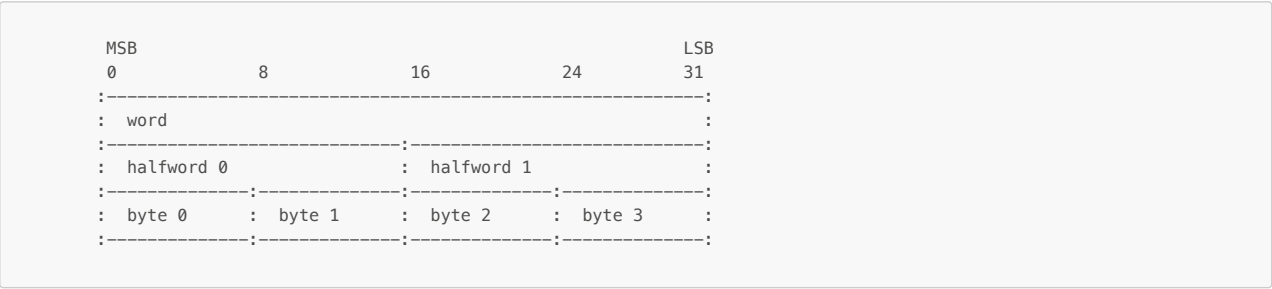 MSB LSB
0 8 16 24 31
:-----------------------------------------------------------:
: word :
:-----------------------------:-----------------------------:
: halfword 0 : halfword 1 :
:--------------:--------------:--------------:--------------:
: byte 0 : byte 1 : byte 2 : byte 3 :
:--------------:--------------:--------------:--------------: